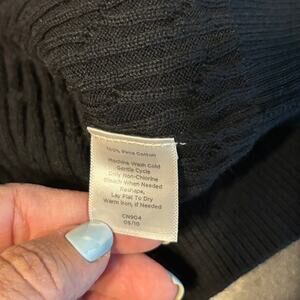 100% Pima Cotton
Machine Wash Cold
Gentle Cycle
Only Non-Chlorine
Bleach When Needed
Reshape,
Lay Flat To Dry
Warm Iron, If Needed
CN904
05/10